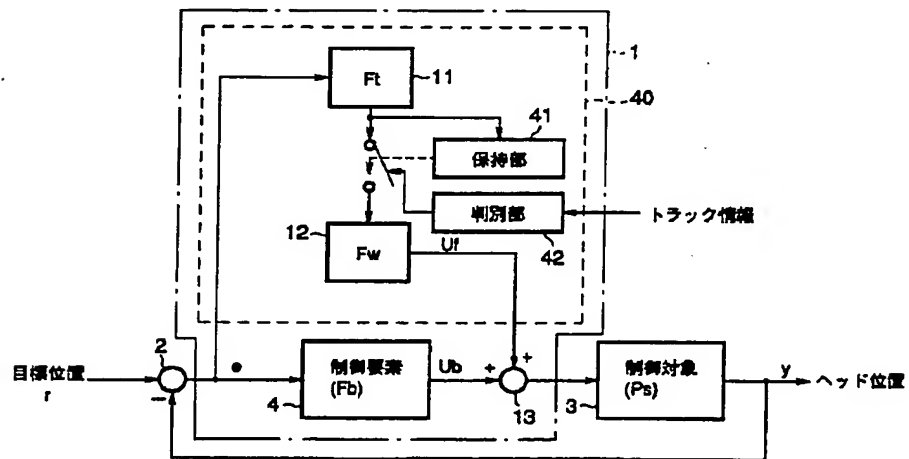 1
40
Ft
11
41
保持部
判別部
トラック情報
42
12
Fw
Uf
目標位置
r
2
−
e
制御要素
(Fb)
4
Ub
+
+
13
制御対象
(Ps)
3
y
ヘッド位置